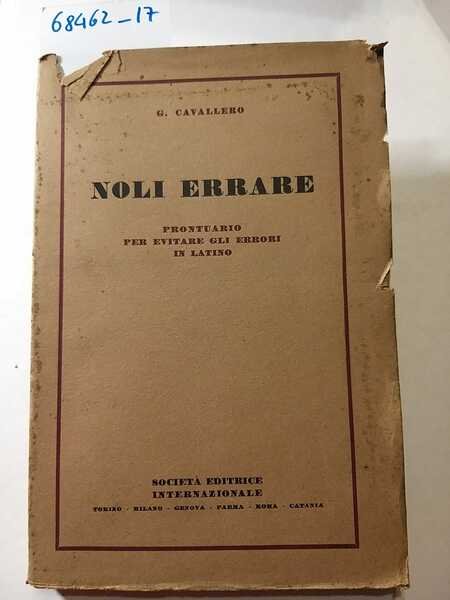 68462_17
G. CAVALLERO
NOLI ERRARE
PRONTUARIO
PER EVITARE GLI ERRORI
IN LATINO
SOCIETÀ EDITRICE
INTERNAZIONALE
TORINO - MILANO - GENOVA - PARMA - ROMA - CATANIA